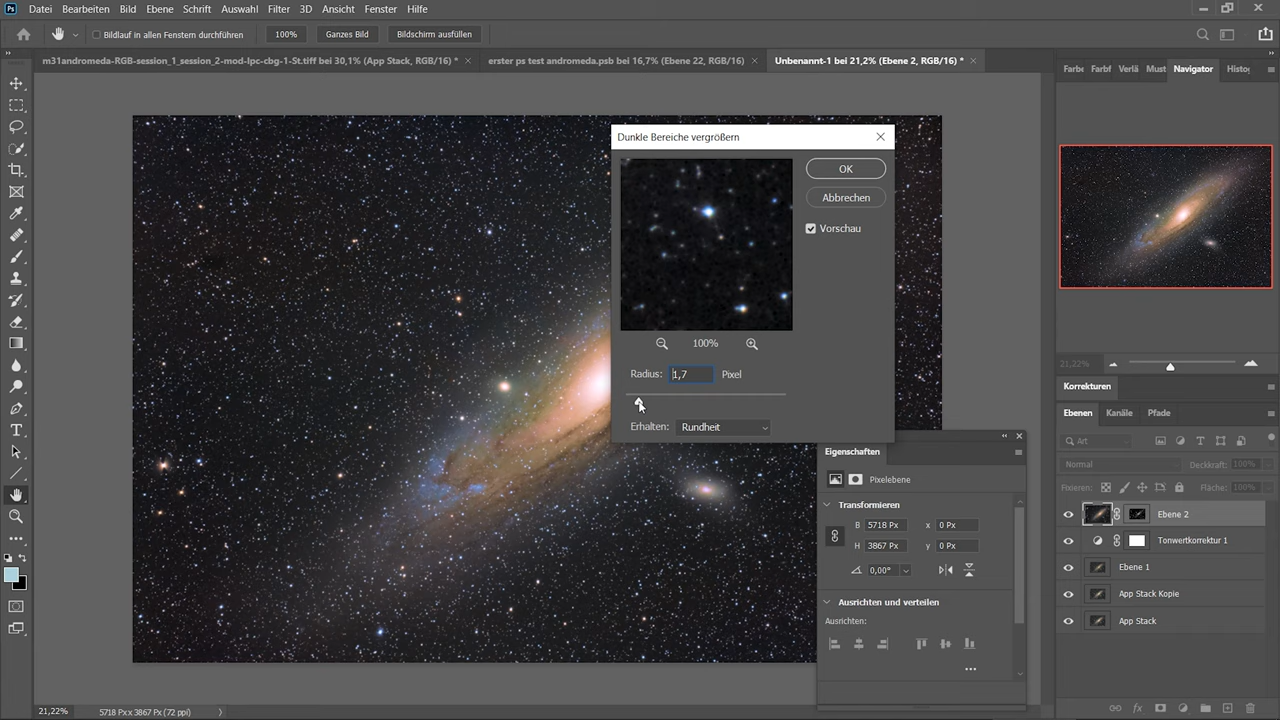 Ps Datei Bearbeiten Bild Ebene Schrift Auswahl Filter 3D Ansicht Fenster Hilfe
Bildlauf in allen Fenstern durchführen 100% Ganzes Bild Bildschirm ausfüllen
m31andromeda-RGB-session_1_session_2-mod-lpc-cbg-1-St.tiff bei 30,1% (App Stack, RGB/16) * erster ps test andromeda.psb bei 16,7% (Ebene 22, RGB/16) Unbenannt-1 bei 21,2% (Ebene 2, RGB/16) *
Farbe Farbf Verlä Must Navigator Histo
Dunkle Bereiche vergrößern
OK
Abbrechen
Vorschau
100%
Radius: 1,7 Pixel
Erhalten: Rundheit
21,22%
Korrekturen
Ebenen Kanäle Pfade
Art
Normal Deckkraft: 100%
Fixieren: Fläche: 100%
Ebene 2
Tonwertkorrektur 1
Ebene 1
App Stack Kopie
App Stack
Eigenschaften
Pixelebene
Transformieren
B 5718 Px x 0 Px
H 3867 Px y 0 Px
0,00°
Ausrichten und verteilen
Ausrichten:
21,22% 5718 Px x 3867 Px (72 ppi)